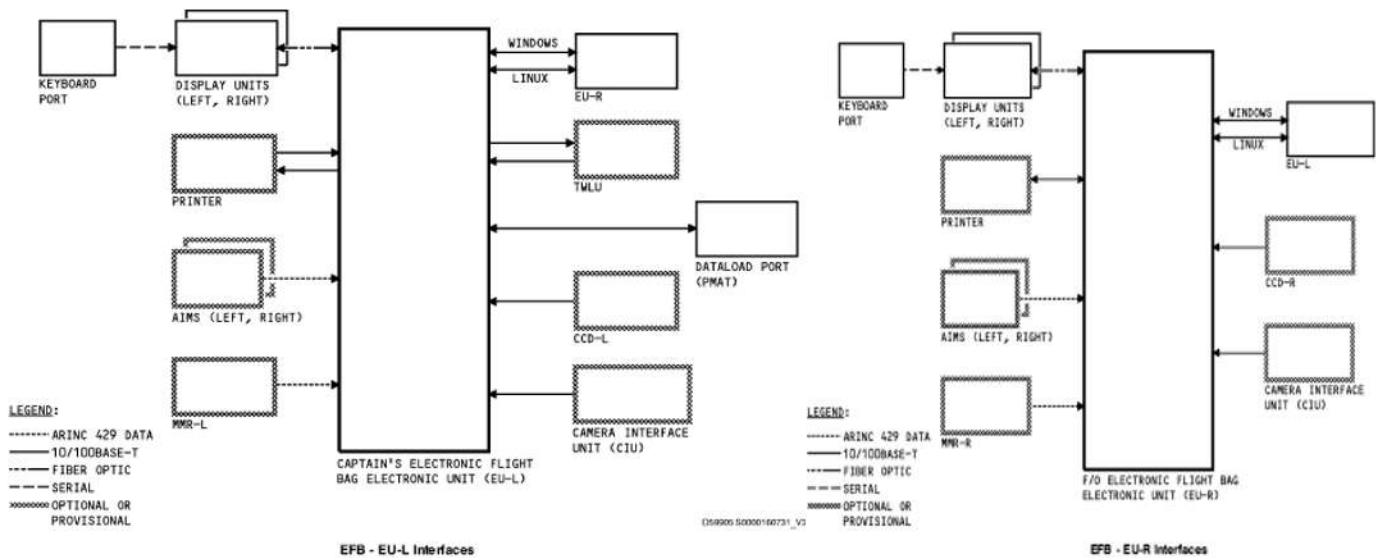 KEYBOARD
PORT
DISPLAY UNITS
(LEFT, RIGHT)
WINDOWS
LINUX
EU-R
PRINTER
TWLU
DATALOAD PORT
(PMAT)
AIMS (LEFT, RIGHT)
CCD-L
MMR-L
CAMERA INTERFACE
UNIT (CIU)
LEGEND:
ARINC 429 DATA
10/100BASE-T
FIBER OPTIC
SERIAL
OPTIONAL OR
PROVISIONAL
CAPTAIN'S ELECTRONIC FLIGHT
BAG ELECTRONIC UNIT (EU-L)
EFB - EU-L Interfaces
KEYBOARD
PORT
DISPLAY UNITS
(LEFT, RIGHT)
WINDOWS
LINUX
EU-L
PRINTER
CCD-R
AIMS (LEFT, RIGHT)
MMR-R
CAMERA INTERFACE
UNIT (CIU)
LEGEND:
ARINC 429 DATA
10/100BASE-T
FIBER OPTIC
SERIAL
OPTIONAL OR
PROVISIONAL
F/O ELECTRONIC FLIGHT BAG
ELECTRONIC UNIT (EU-R)
EFB - EU-R Interfaces